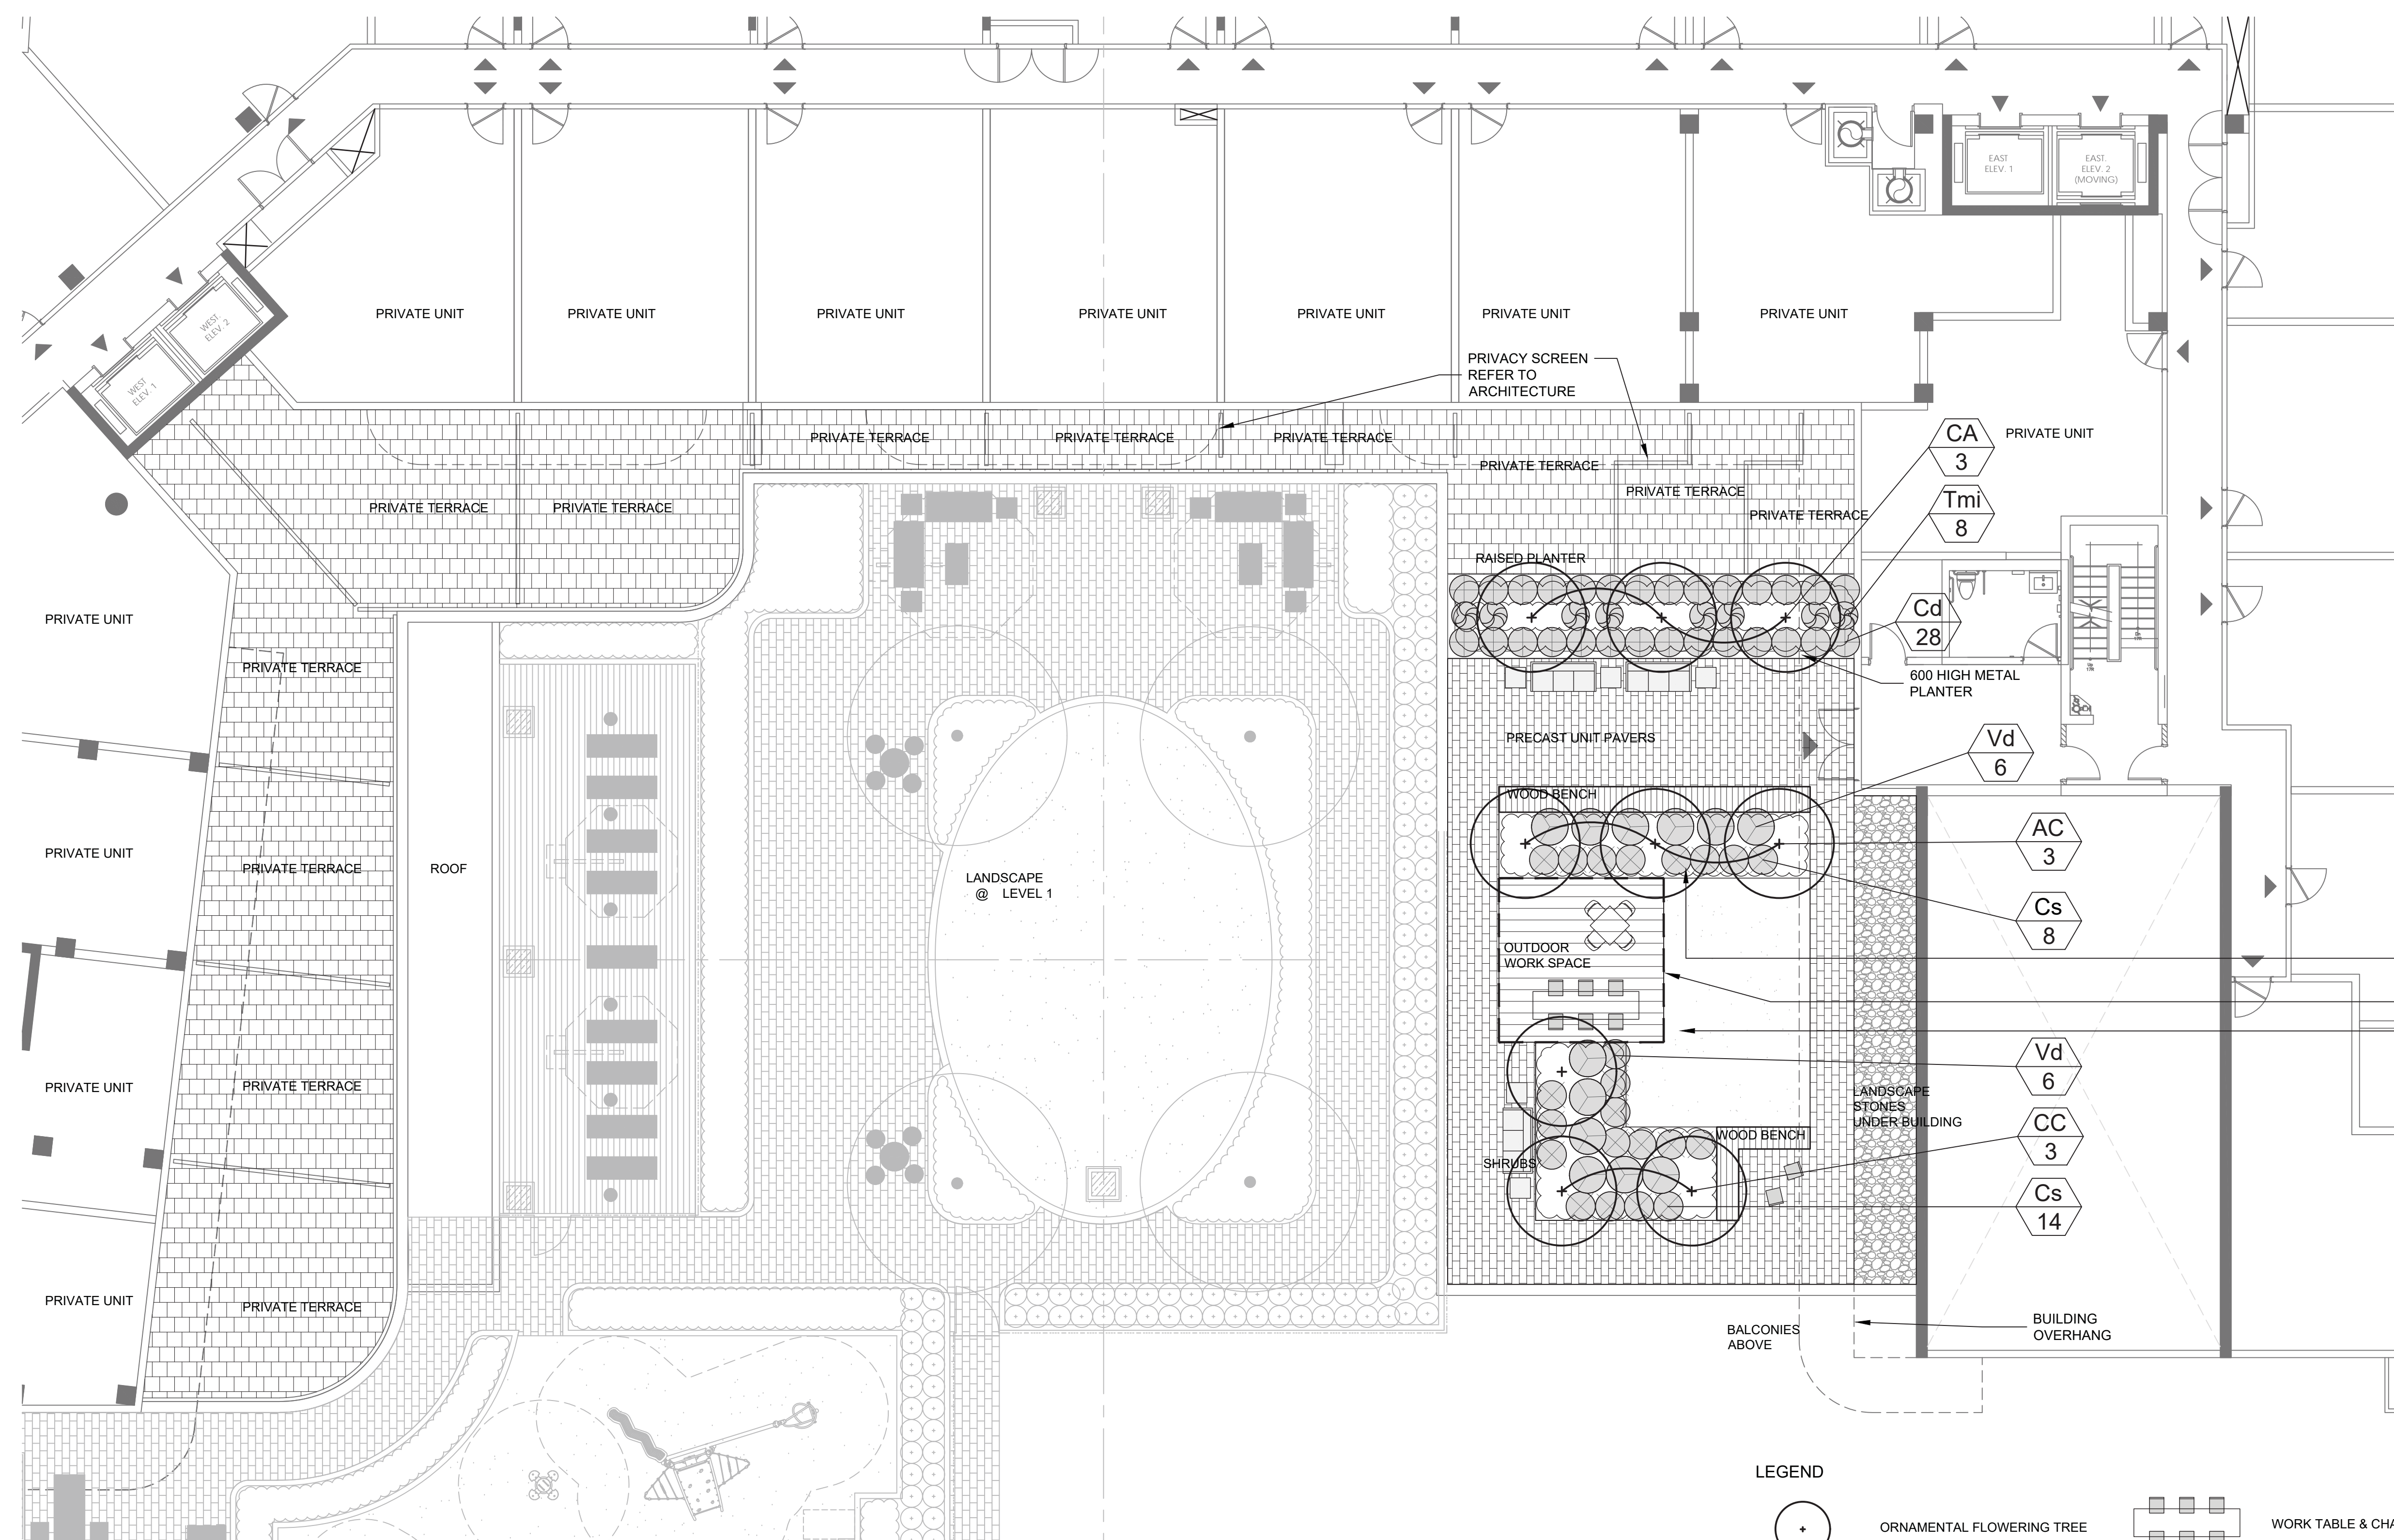 EAST
ELEV. 1
EAST.
ELEV. 2
(MOVING)
WEST.
ELEV. 2
WEST
ELEV. 1
PRIVATE UNIT
PRIVATE UNIT
PRIVATE UNIT
PRIVATE UNIT
PRIVATE UNIT
PRIVATE UNIT
PRIVATE UNIT
PRIVACY SCREEN
REFER TO
ARCHITECTURE
PRIVATE TERRACE
PRIVATE TERRACE
PRIVATE TERRACE
PRIVATE TERRACE
PRIVATE TERRACE
PRIVATE TERRACE
PRIVATE TERRACE
PRIVATE TERRACE
CA
3
PRIVATE UNIT
Tmi
8
RAISED PLANTER
Cd
28
600 HIGH METAL
PLANTER
PRIVATE UNIT
PRIVATE TERRACE
PRECAST UNIT PAVERS
Vd
6
WOOD BENCH
AC
3
PRIVATE UNIT
PRIVATE TERRACE
ROOF
LANDSCAPE
@ LEVEL 1
Cs
8
OUTDOOR
WORK SPACE
Vd
6
PRIVATE UNIT
PRIVATE TERRACE
LANDSCAPE
STONES
UNDER BUILDING
WOOD BENCH
CC
3
SHRUBS
Cs
14
PRIVATE UNIT
PRIVATE TERRACE
BALCONIES
ABOVE
BUILDING
OVERHANG
LEGEND
ORNAMENTAL FLOWERING TREE
WORK TABLE & CHA